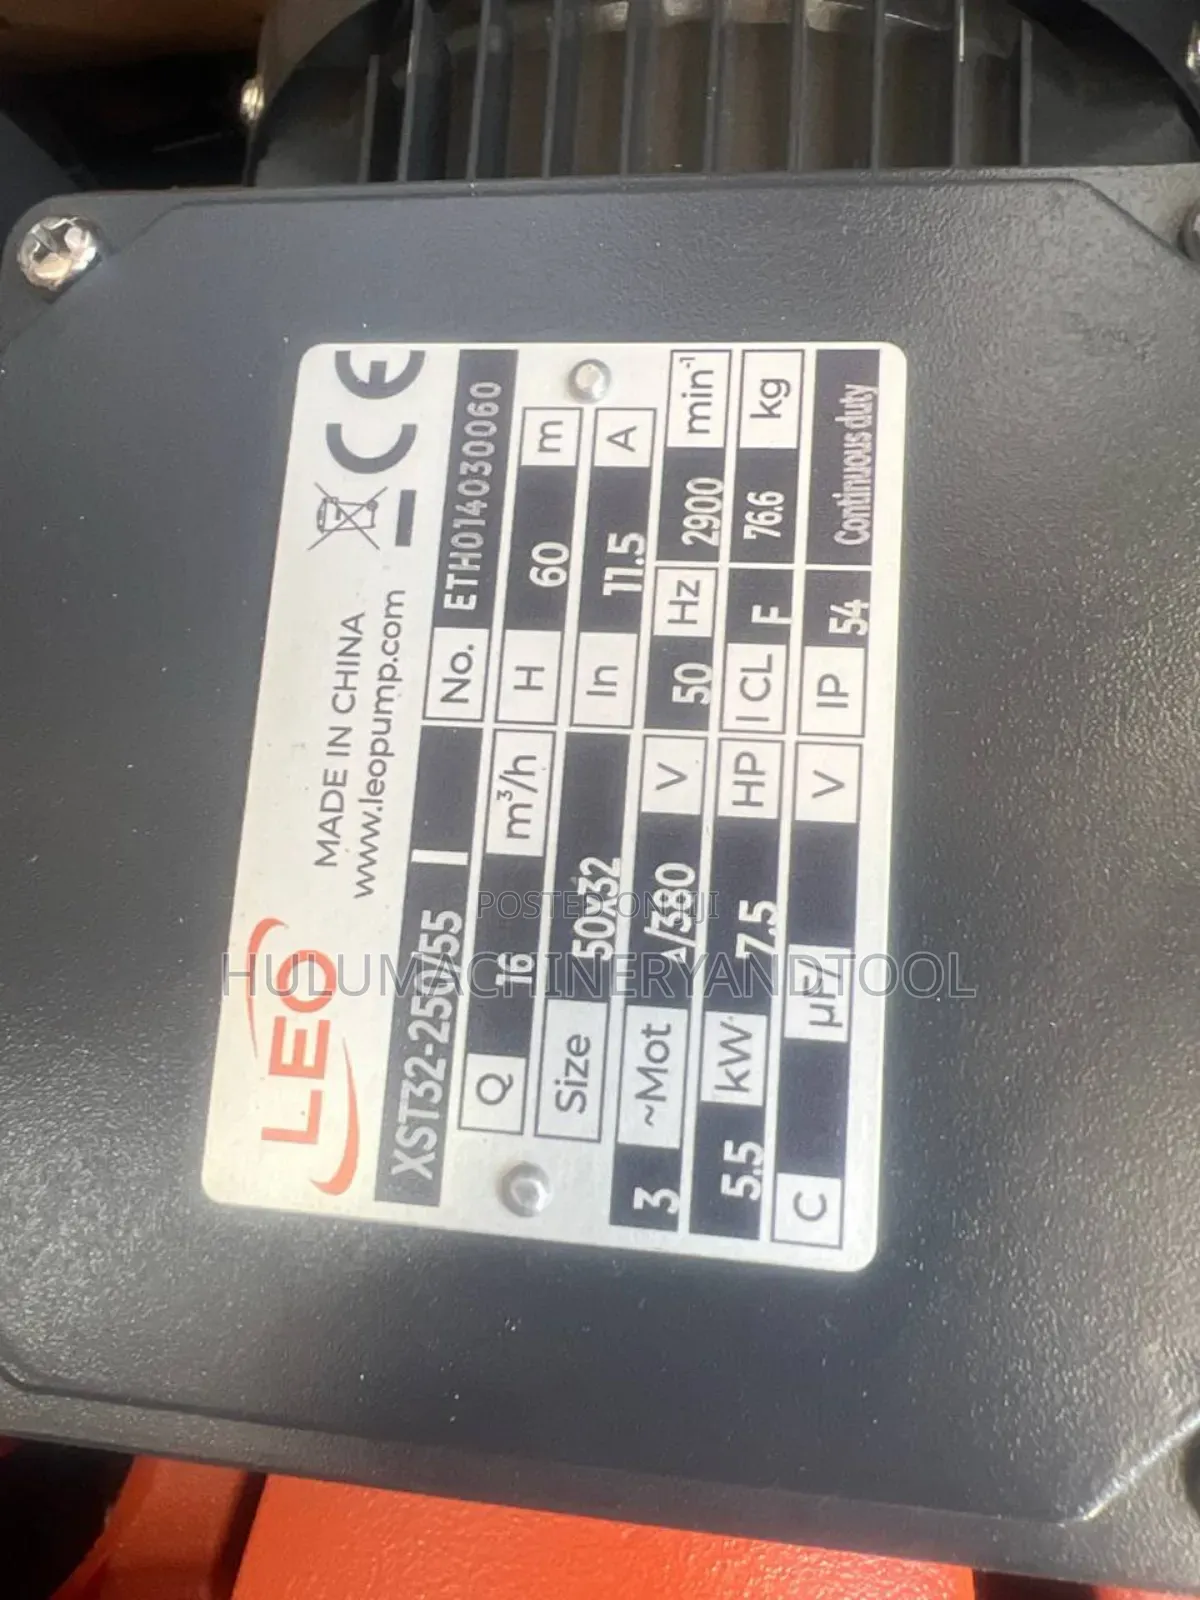 LEO
MADE IN CHINA
www.leopump.com
CE
XST32-250/55 No. ETH014030060
Q 16 m³/h H 60 m
Size 50x32 In 11.5 A
3 ~Mot ⅄/380 V 50 Hz 2900 min⁻¹
5.5 kW 7.5 HP I CL F 76.6 kg
C μF/ V IP 54 Continuous duty
POSTED ON JIJI
HULUMACHINERYANDTOOL